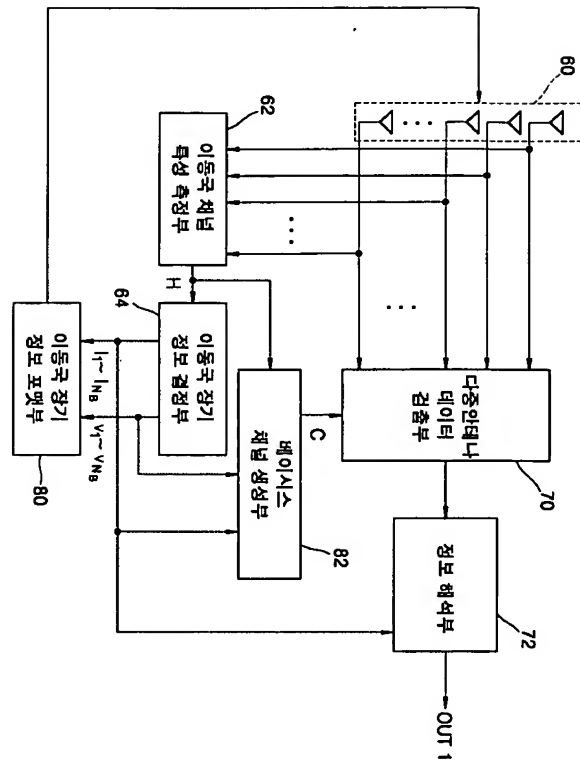 60
62
이동국 채널
특성 측정부
H
64
이동국 장기
정보 결정부
I₁~ I_NB
V₁~ V_NB
이동국 장기
정보 포맷부
80
베이시스
채널 생성부
82
C
다중안테나
데이터
검출부
70
정보 해석부
72
OUT 1